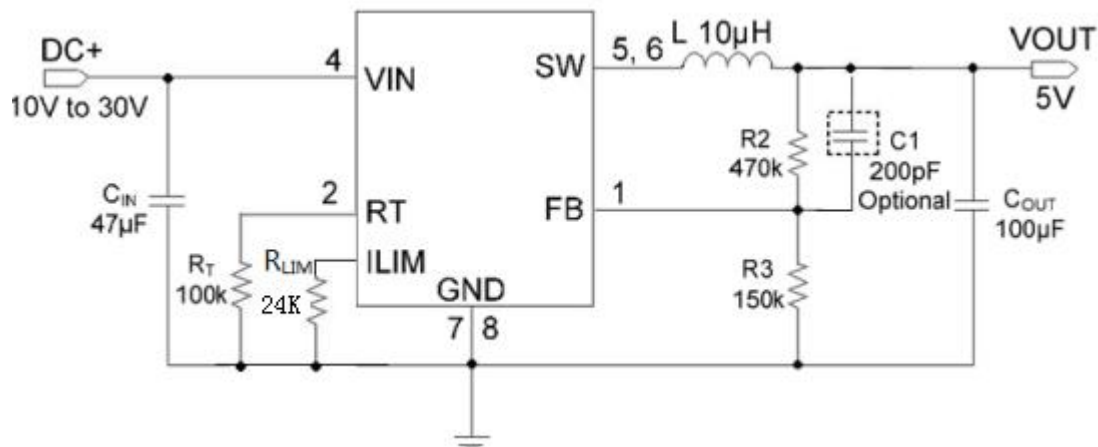 DC+
10V to 30V
4
VIN
SW
5, 6
L 10μH
VOUT
5V
R2
470k
C1
200pF
Optional
CIN
47μF
2
RT
FB
1
COUT
100μF
RT
100k
RLIM
24K
ILIM
GND
7
8
R3
150k